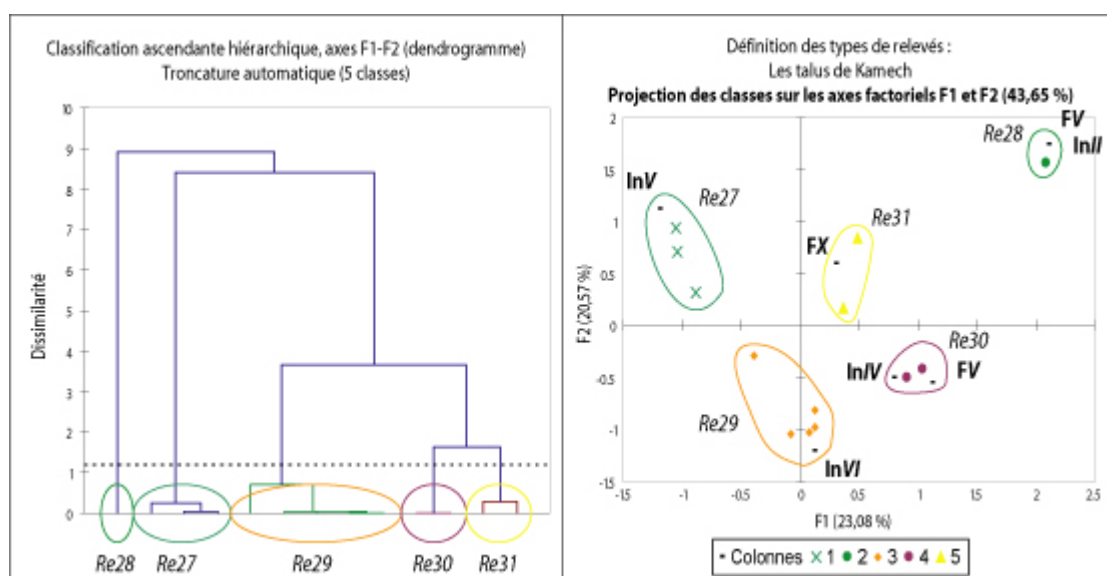 Classification ascendante hiérarchique, axes F1-F2 (dendrogramme)
Troncature automatique (5 classes)
10
9
8
7
6
5
4
3
2
1
0
Dissimilarité
Re28 Re27 Re29 Re30 Re31
Définition des types de relevés :
Les talus de Kamech
Projection des classes sur les axes factoriels F1 et F2 (43,65 %)
2
1.5
1
0.5
0
-0.5
-1
-1.5
F2 (20,57 %)
FV
Re28
InII
InV
Re27
Re31
FX
Re30
InIV
FV
Re29
InVI
-1.5 -1 -0.5 0 0.5 1 1.5 2 2.5
F1 (23,08 %)
- Colonnes 1 2 3 4 5